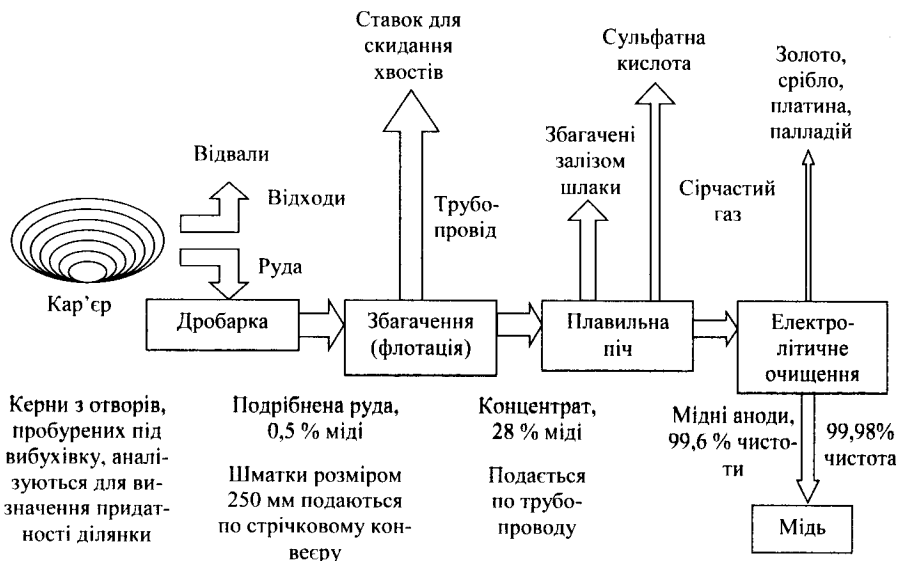 Ставок для
скидання
хвостів
Сульфатна
кислота
Золото,
срібло,
платина,
палладій
Збагачені
залізом
шлаки
Відвали
Відходи
Трубо-
провід
Сірчастий
газ
Руда
Кар’єр
Дробарка
Збагачення
(флотація)
Плавильна
піч
Електро-
літичне
очищення
Керни з отворів,
пробурених під
вибухівку, аналі-
зуються для ви-
значення придат-
ності ділянки
Подрібнена руда,
0,5 % міді
Шматки розміром
250 мм подаються
по стрічковому кон-
веєру
Концентрат,
28 % міді
Подається
по трубо-
проводу
Мідні аноди,
99,6 % чисто-
ти
99,98%
чистота
Мідь